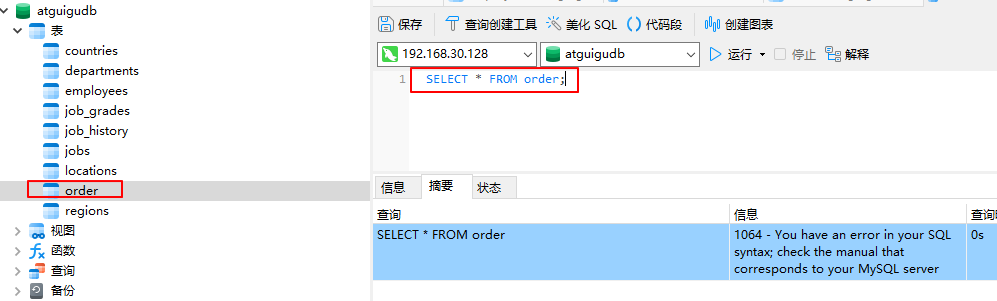 atguigudb
表
countries
departments
employees
job_grades
job_history
jobs
locations
order
regions
视图
函数
查询
备份
保存 查询创建工具 美化 SQL 代码段 创建图表
192.168.30.128 atguigudb 运行 停止 解释
1 SELECT * FROM order;
信息 摘要 状态
查询 信息
SELECT * FROM order 1064 - You have an error in your SQL 0s
syntax; check the manual that
corresponds to your MySQL server